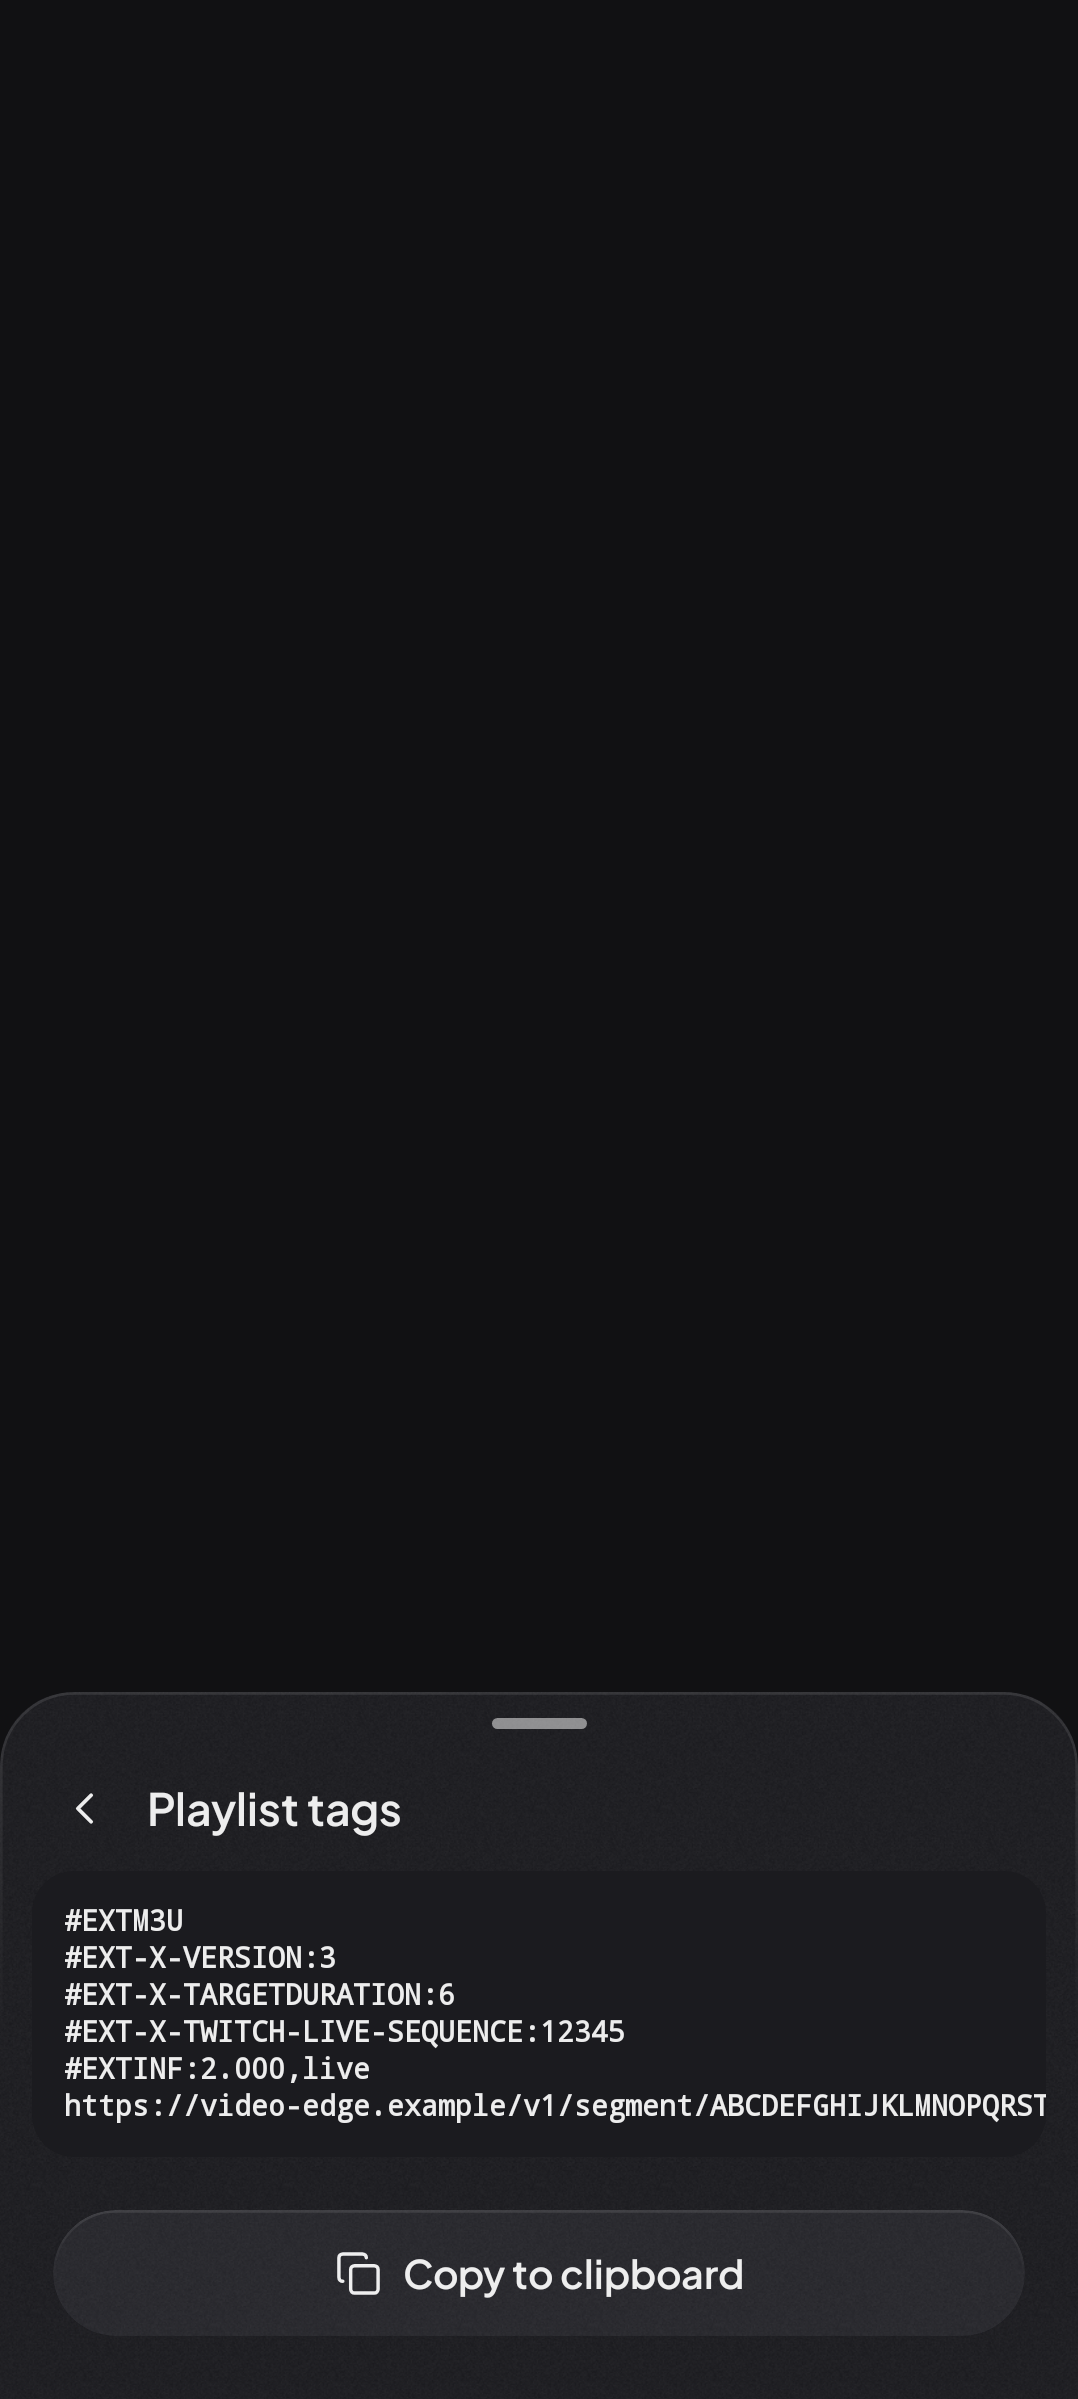 Playlist tags
#EXTM3U
#EXT-X-VERSION:3
#EXT-X-TARGETDURATION:6
#EXT-X-TWITCH-LIVE-SEQUENCE:12345
#EXTINF:2.000,live
https://video-edge.example/v1/segment/ABCDEFGHIJKLMNOPQRST
Copy to clipboard